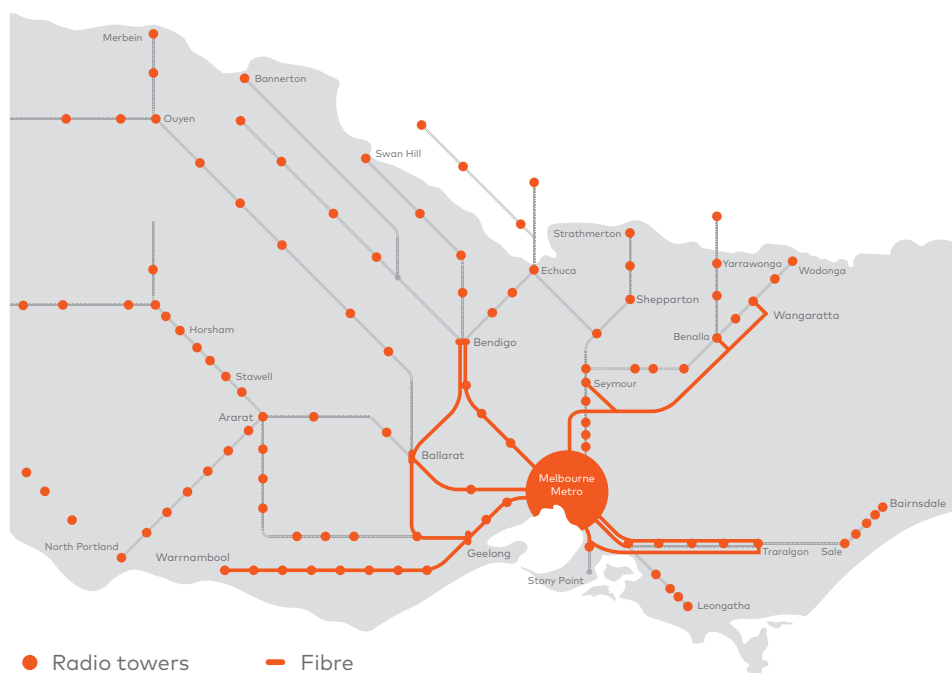 Merbein
Bannerton
Ouyen
Swan Hill
Strathmerton
Echuca
Yarrawonga
Wodonga
Shepparton
Wangaratta
Horsham
Bendigo
Benalla
Stawell
Seymour
Ararat
Ballarat
Melbourne
Metro
Bairnsdale
North Portland
Warrnambool
Geelong
Traralgon
Sale
Stony Point
Leongatha
Radio towers
Fibre